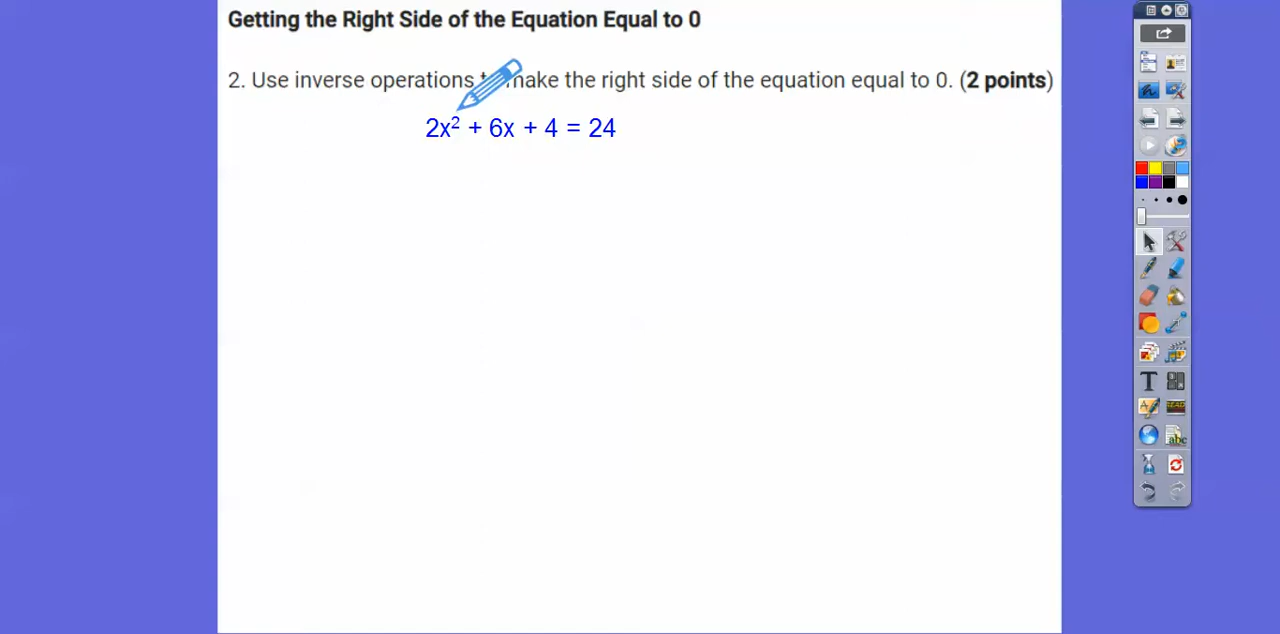 Getting the Right Side of the Equation Equal to 0
2. Use inverse operations make the right side of the equation equal to 0. (2 points)
2x² + 6x + 4 = 24